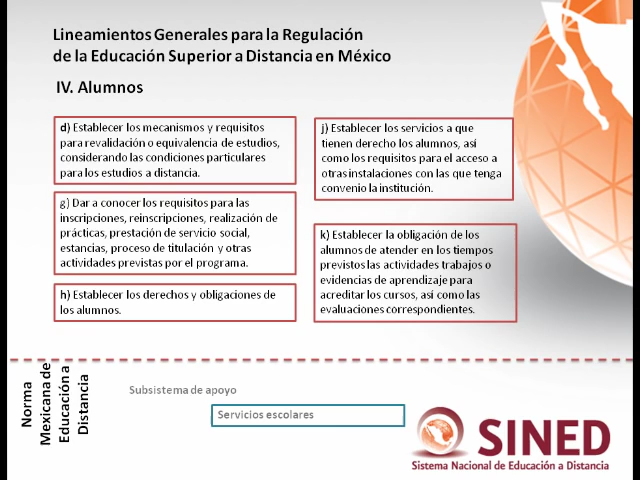 Lineamientos Generales para la Regulación
de la Educación Superior a Distancia en México
IV. Alumnos
d) Establecer los mecanismos y requisitos
para revalidación o equivalencia de estudios,
considerando las condiciones particulares
para los estudios a distancia.
g) Dar a conocer los requisitos para las
inscripciones, reinscripciones, realización de
prácticas, prestación de servicio social,
estancias, proceso de titulación y otras
actividades previstas por el programa.
h) Establecer los derechos y obligaciones de
los alumnos.
j) Establecer los servicios a que
tienen derecho los alumnos, así
como los requisitos para el acceso a
otras instalaciones con las que tenga
convenio la institución.
k) Establecer la obligación de los
alumnos de atender en los tiempos
previstos las actividades trabajos o
evidencias de aprendizaje para
acreditar los cursos, así como las
evaluaciones correspondientes.
Norma
Mexicana de
Educación a
Distancia
Subsistema de apoyo
Servicios escolares
SINED
Sistema Nacional de Educación a Distancia